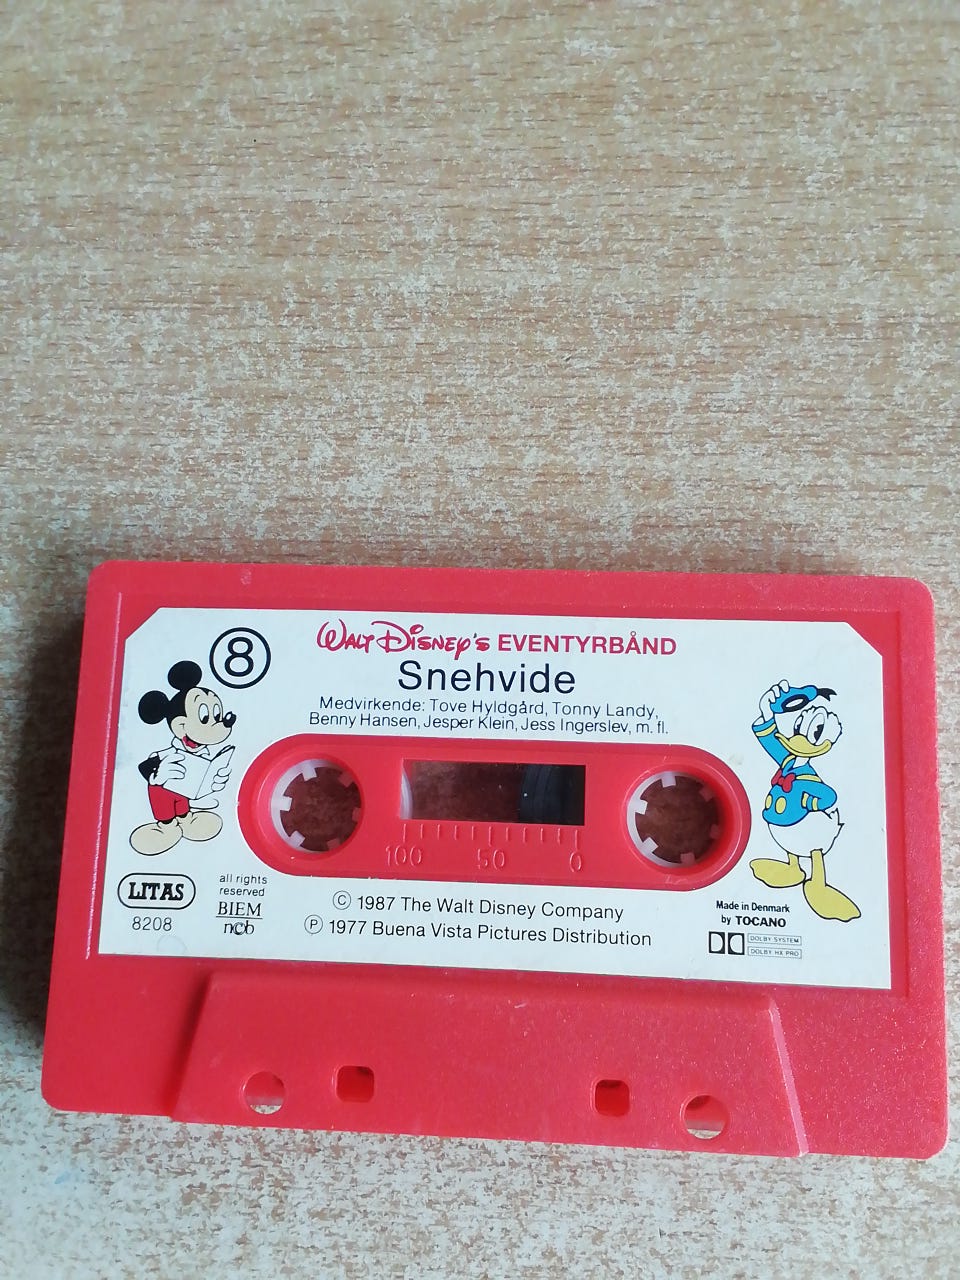 8
WALT DISNEY'S EVENTYRBÅND
Snehvide
Medvirkende: Tove Hyldgård, Tonny Landy,
Benny Hansen, Jesper Klein, Jess Ingerslev, m. fl.
100 50 0
LITAS
8208
all rights
reserved
BIEM
ncb
© 1987 The Walt Disney Company
Ⓟ 1977 Buena Vista Pictures Distribution
Made in Denmark
by TOCANO
DOLBY SYSTEM
DOLBY HX PRO